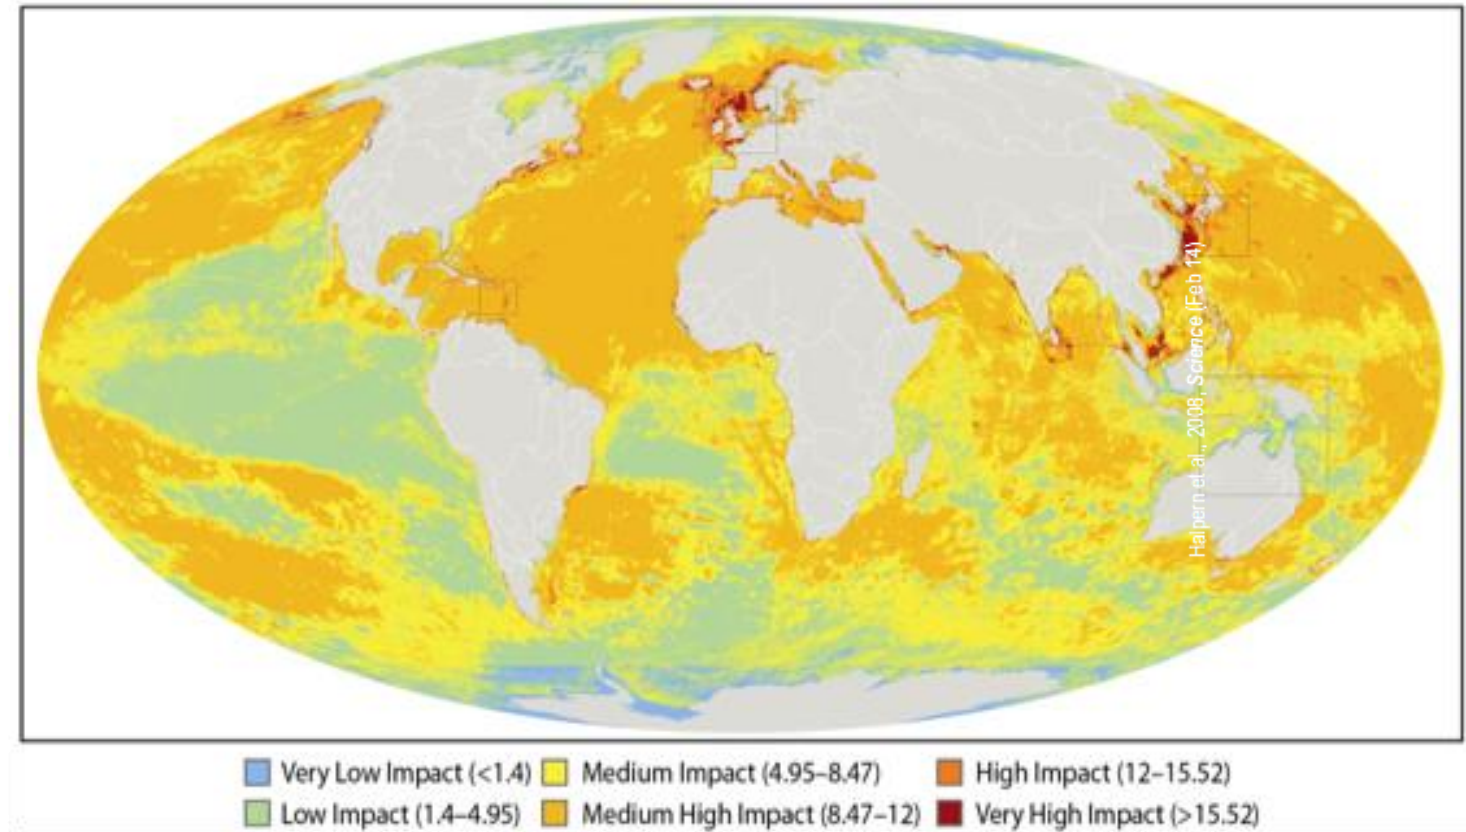 Halpern et.al., 2008, Science (Feb 14)
Very Low Impact (<1.4)
Medium Impact (4.95–8.47)
High Impact (12–15.52)
Low Impact (1.4–4.95)
Medium High Impact (8.47–12)
Very High Impact (>15.52)